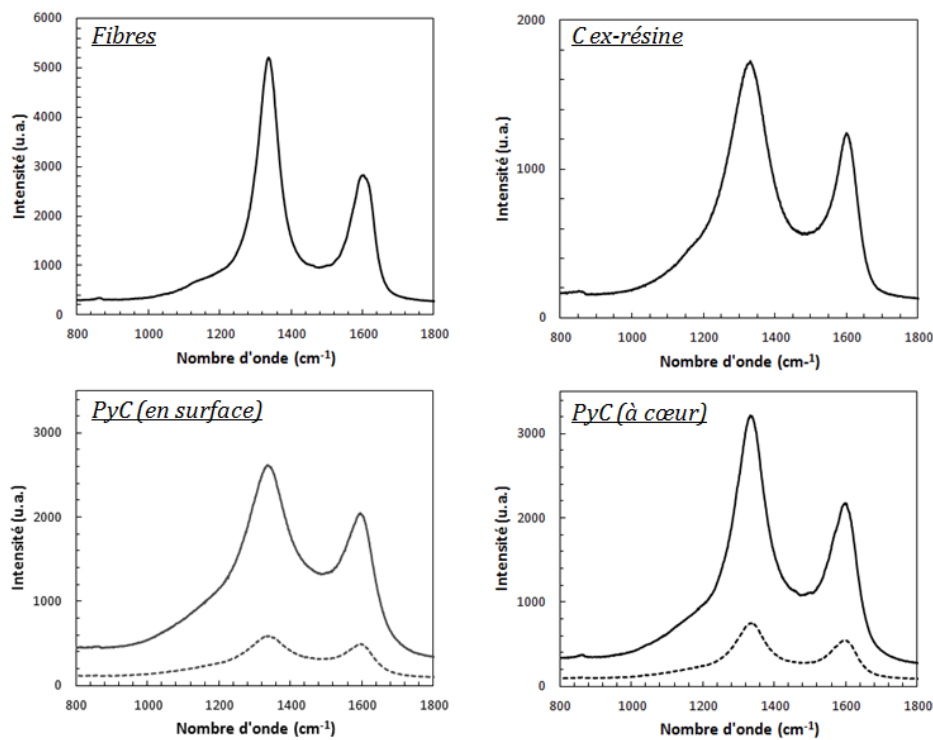 Fibres
Intensité (u.a.)
6000
5000
4000
3000
2000
1000
0
800 1000 1200 1400 1600 1800
Nombre d'onde (cm-1)
C ex-résine
Intensité (u.a.)
2000
1000
0
800 1000 1200 1400 1600 1800
Nombre d'onde (cm-1)
PyC (en surface)
Intensité (u.a.)
3000
2000
1000
0
800 1000 1200 1400 1600 1800
Nombre d'onde (cm-1)
PyC (à cœur)
Intensité (u.a.)
3000
2000
1000
0
800 1000 1200 1400 1600 1800
Nombre d'onde (cm-1)